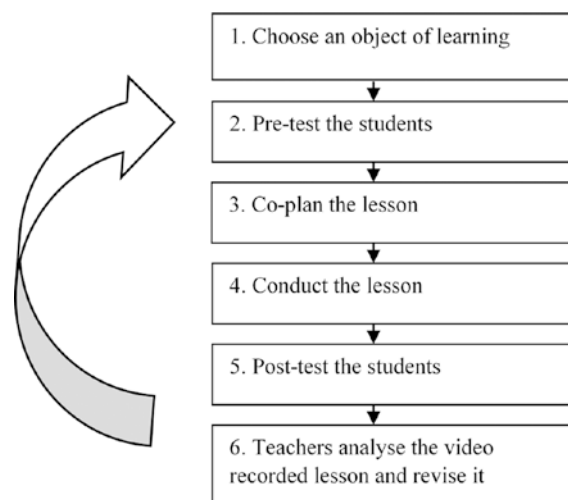 1. Choose an object of learning
2. Pre-test the students
3. Co-plan the lesson
4. Conduct the lesson
5. Post-test the students
6. Teachers analyse the video
recorded lesson and revise it